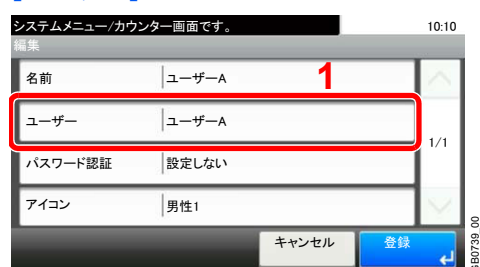 システムメニュー/カウンター画面です。 10:10
編集
名前 ユーザーA 1
ユーザー ユーザーA
1/1
パスワード認証 設定しない
アイコン 男性1
キャンセル 登録
GB0739_00